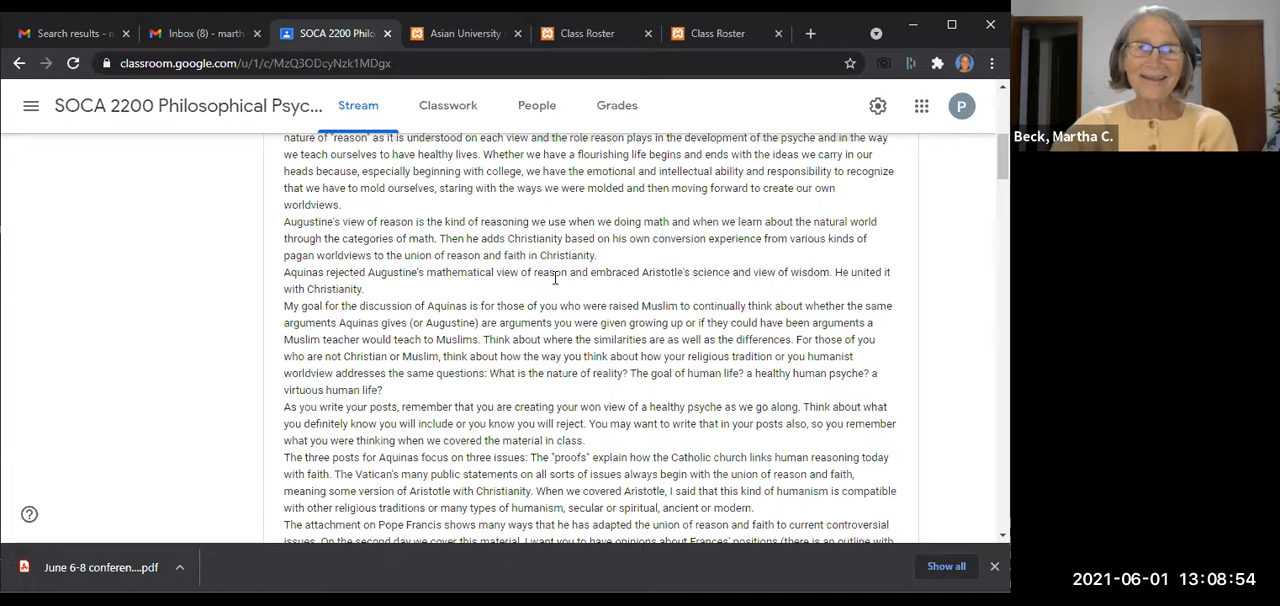 Search results - n
Inbox (8) - marth
SOCA 2200 Philo
Asian University
Class Roster
Class Roster
classroom.google.com/u/1/c/MzQ3ODcyNzk1MDgx
SOCA 2200 Philosophical Psyc...
Stream
Classwork
People
Grades
P
Beck, Martha C.
nature of "reason" as it is understood on each view and the role reason plays in the development of the psyche and in the way
we teach ourselves to have healthy lives. Whether we have a flourishing life begins and ends with the ideas we carry in our
heads because, especially beginning with college, we have the emotional and intellectual ability and responsibility to recognize
that we have to mold ourselves, staring with the ways we were molded and then moving forward to create our own
worldviews.
Augustine's view of reason is the kind of reasoning we use when we doing math and when we learn about the natural world
through the categories of math. Then he adds Christianity based on his own conversion experience from various kinds of
pagan worldviews to the union of reason and faith in Christianity.
Aquinas rejected Augustine's mathematical view of reason and embraced Aristotle's science and view of wisdom. He united it
with Christianity.
My goal for the discussion of Aquinas is for those of you who were raised Muslim to continually think about whether the same
arguments Aquinas gives (or Augustine) are arguments you were given growing up or if they could have been arguments a
Muslim teacher would teach to Muslims. Think about where the similarities are as well as the differences. For those of you
who are not Christian or Muslim, think about how the way you think about how your religious tradition or you humanist
worldview addresses the same questions: What is the nature of reality? The goal of human life? a healthy human psyche? a
virtuous human life?
As you write your posts, remember that you are creating your won view of a healthy psyche as we go along. Think about what
you definitely know you will include or you know you will reject. You may want to write that in your posts also, so you remember
what you were thinking when we covered the material in class.
The three posts for Aquinas focus on three issues: The "proofs" explain how the Catholic church links human reasoning today
with faith. The Vatican's many public statements on all sorts of issues always begin with the union of reason and faith,
meaning some version of Aristotle with Christianity. When we covered Aristotle, I said that this kind of humanism is compatible
with other religious traditions or many types of humanism, secular or spiritual, ancient or modern.
The attachment on Pope Francis shows many ways that he has adapted the union of reason and faith to current controversial
issues. On the second day we cover this material, I want you to have opinions about Frances' positions (there is an outline with
June 6-8 conferen....pdf
Show all
2021-06-01 13:08:54